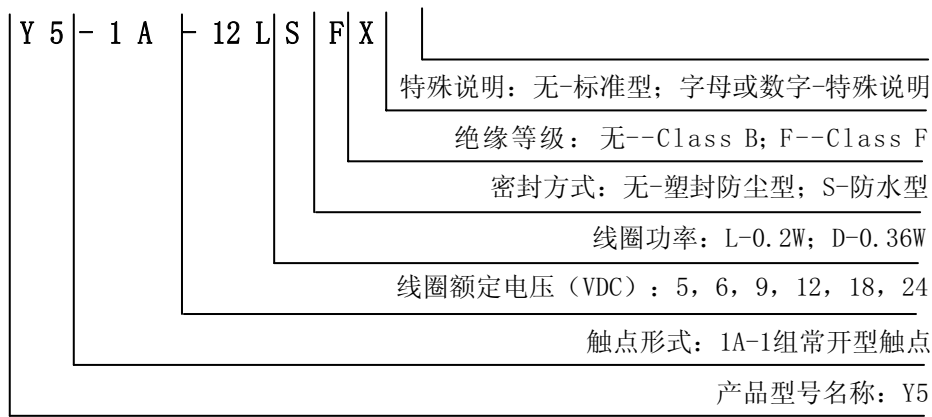 Y 5 - 1 A - 12 L S F X
特殊说明：无-标准型；字母或数字-特殊说明
绝缘等级：无--Class B；F--Class F
密封方式：无-塑封防尘型；S-防水型
线圈功率：L-0.2W；D-0.36W
线圈额定电压（VDC）：5，6，9，12，18，24
触点形式：1A-1组常开型触点
产品型号名称：Y5